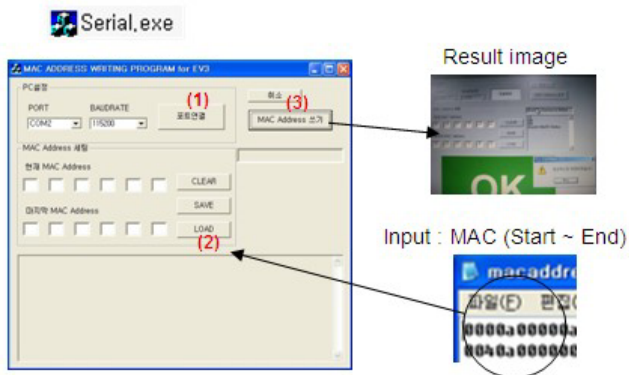 Serial.exe
MAC ADDRESS WRITING PROGRAM for EV3
PC설정
PORT
BAUDRATE
COM2
115200
(1)
포트연결
취소
(3)
MAC Address 쓰기
MAC Address 세팅
현재 MAC Address
CLEAR
SAVE
마지막 MAC Address
LOAD
(2)
Result image
OK
Input : MAC (Start ~ End)
macaddre
파일(F) 편집(
0000a00000a
0040a000000